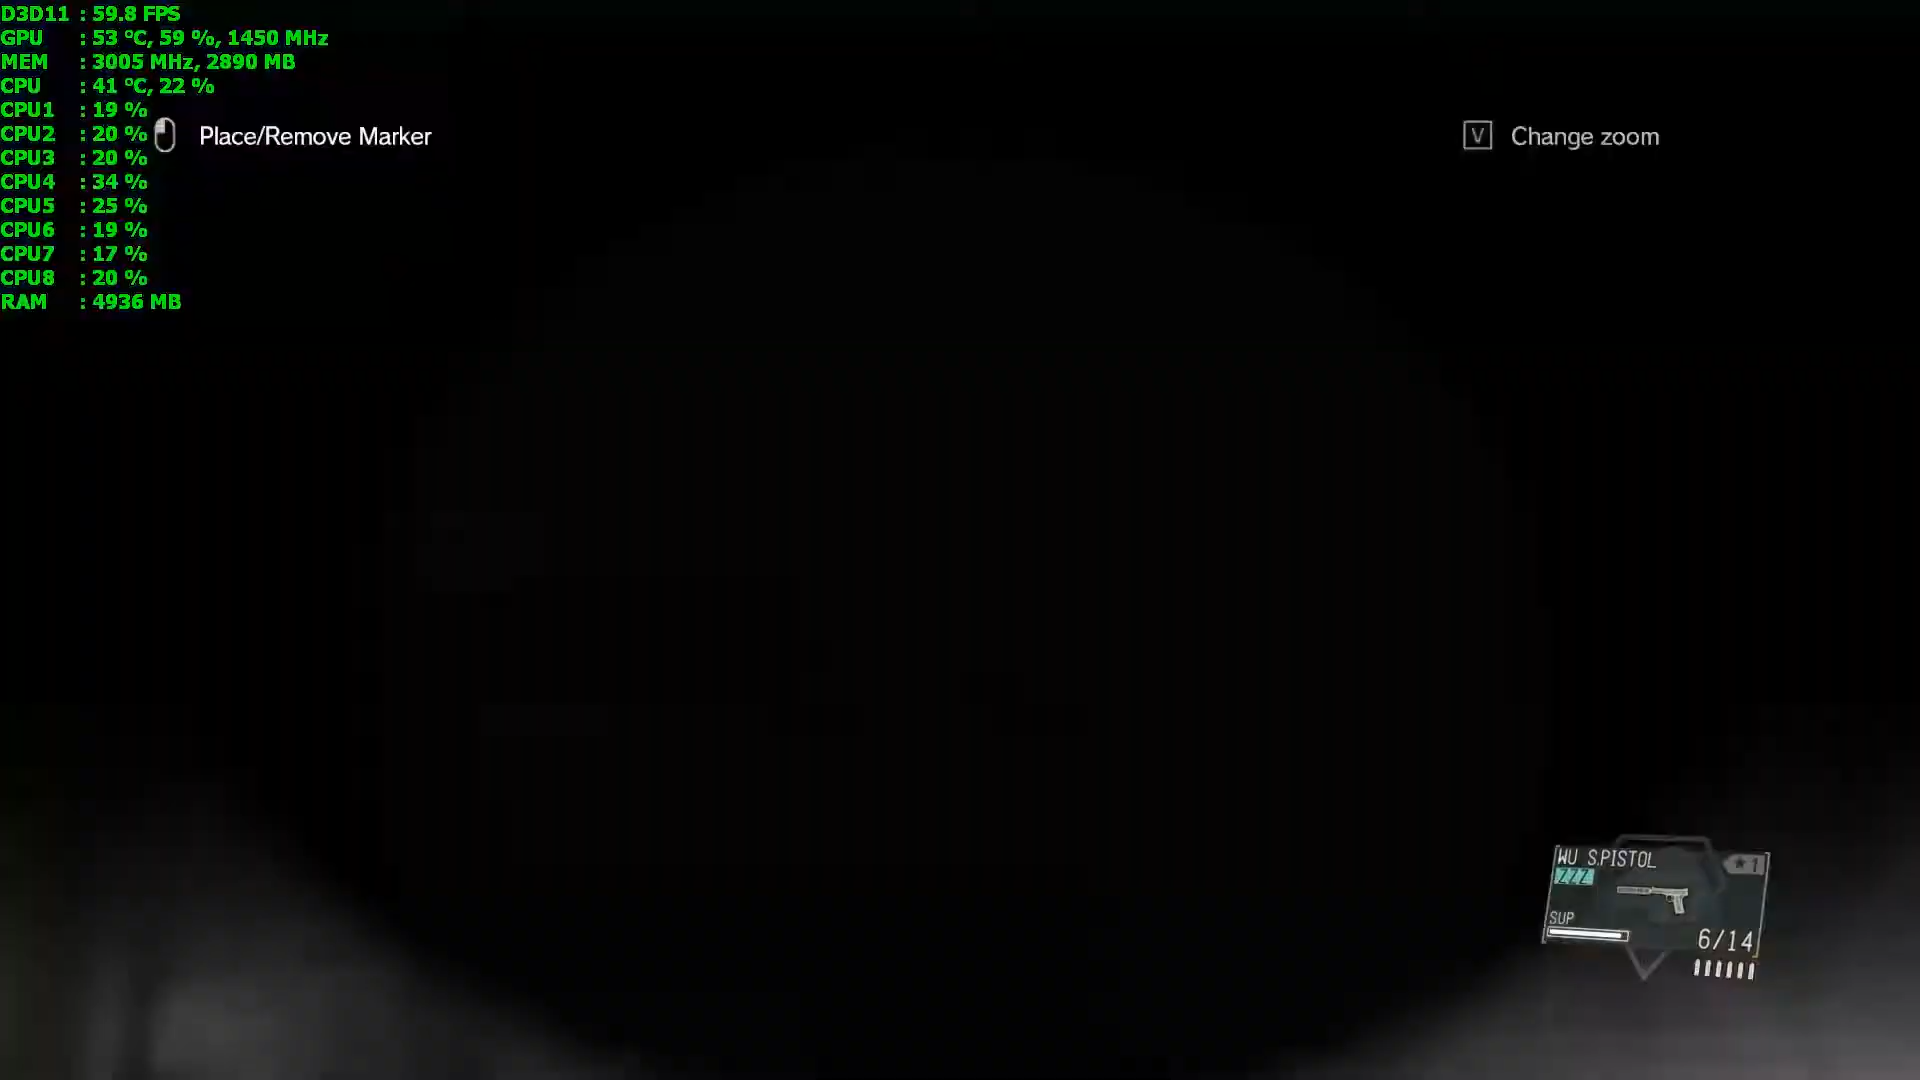 D3D11 : 59.8 FPS
GPU : 53 °C, 59 %, 1450 MHz
MEM : 3005 MHz, 2890 MB
CPU : 41 °C, 22 %
CPU1 : 19 %
CPU2 : 20 %
Place/Remove Marker
V Change zoom
CPU3 : 20 %
CPU4 : 34 %
CPU5 : 25 %
CPU6 : 19 %
CPU7 : 17 %
CPU8 : 20 %
RAM : 4936 MB
WU S.PISTOL
★1
ZZZ
SUP
6/14